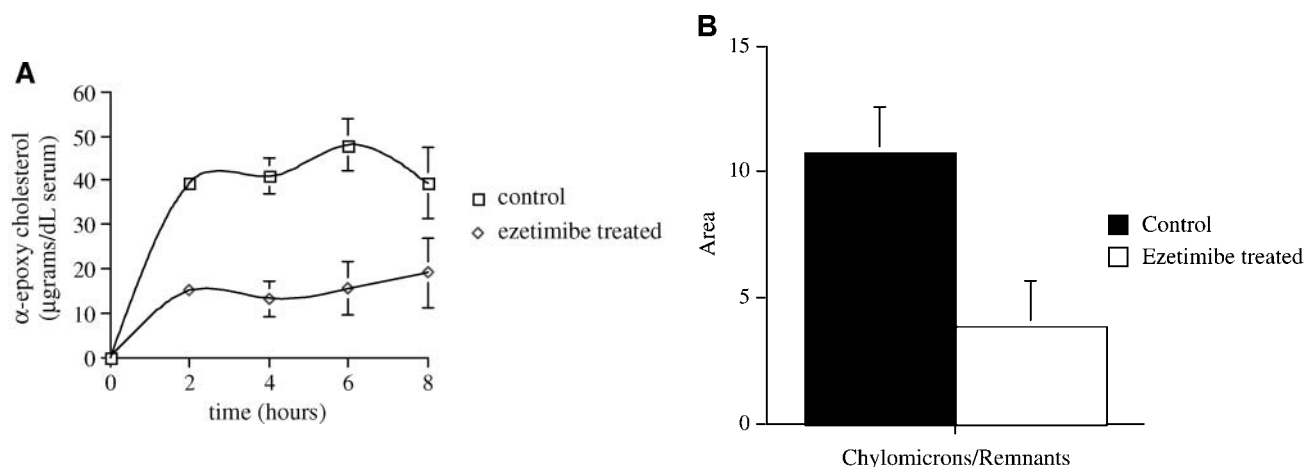 A
α-epoxy cholesterol
(μgrams/dL serum)
60
50
40
30
20
10
0
0 2 4 6 8
time (hours)
control
ezetimibe treated
B
Area
15
10
5
0
Chylomicrons/Remnants
Control
Ezetimibe treated